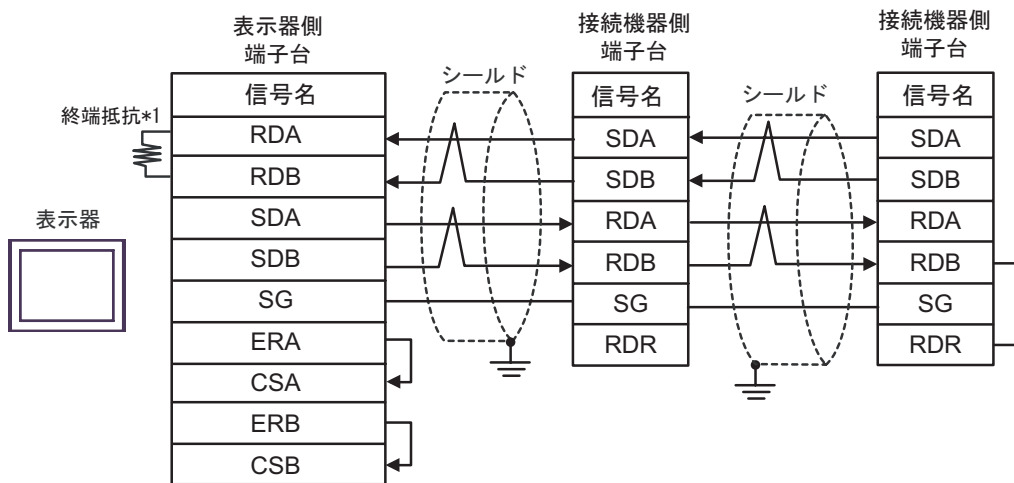 表示器側
端子台
信号名
終端抵抗*1
RDA
RDB
SDA
SDB
SG
ERA
CSA
ERB
CSB
表示器
シールド
接続機器側
端子台
信号名
SDA
SDB
RDA
RDB
SG
RDR
シールド
接続機器側
端子台
信号名
SDA
SDB
RDA
RDB
SG
RDR